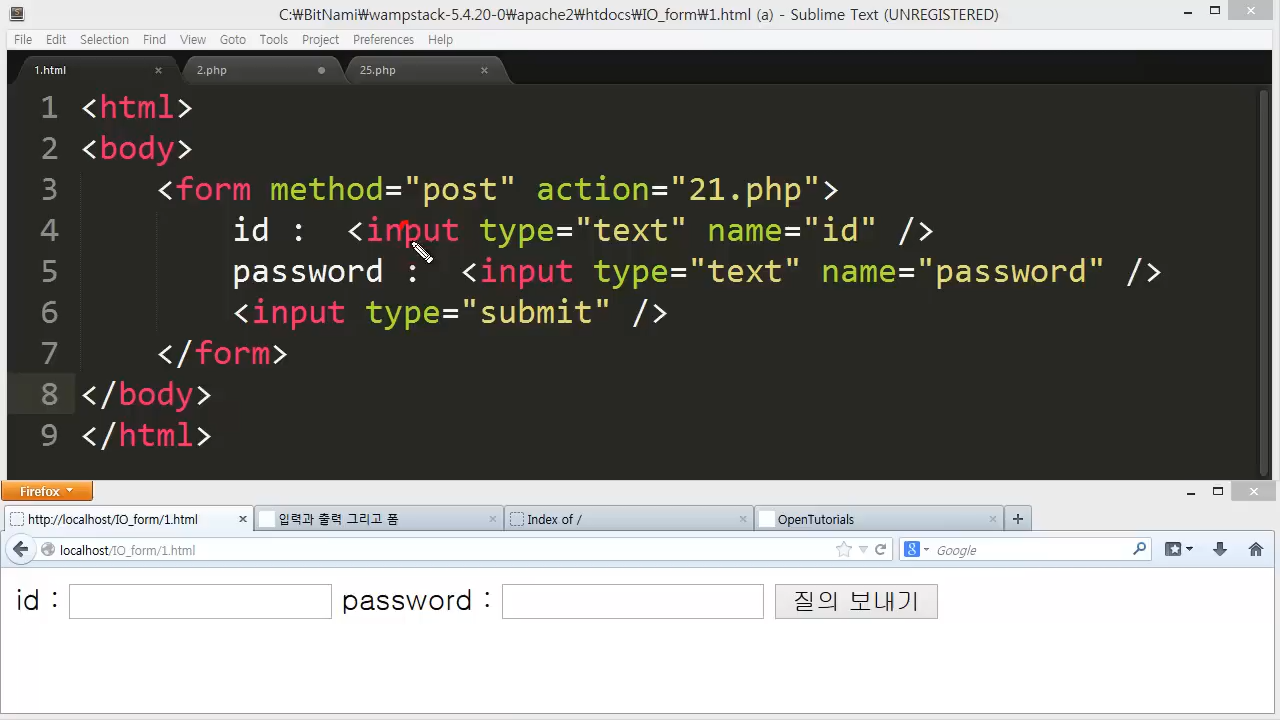 C:₩BitNami₩wampstack-5.4.20-0₩apache2₩htdocs₩IO_form₩1.html (a) - Sublime Text (UNREGISTERED)
File Edit Selection Find View Goto Tools Project Preferences Help
1.html 2.php 25.php
1 <html>
2 <body>
3 <form method="post" action="21.php">
4 id : <input type="text" name="id" />
5 password : <input type="text" name="password" />
6 <input type="submit" />
7 </form>
8 </body>
9 </html>
Firefox
http://localhost/IO_form/1.html 입력과 출력 그리고 폼 Index of / OpenTutorials
localhost/IO_form/1.html Google
id : password : 질의 보내기